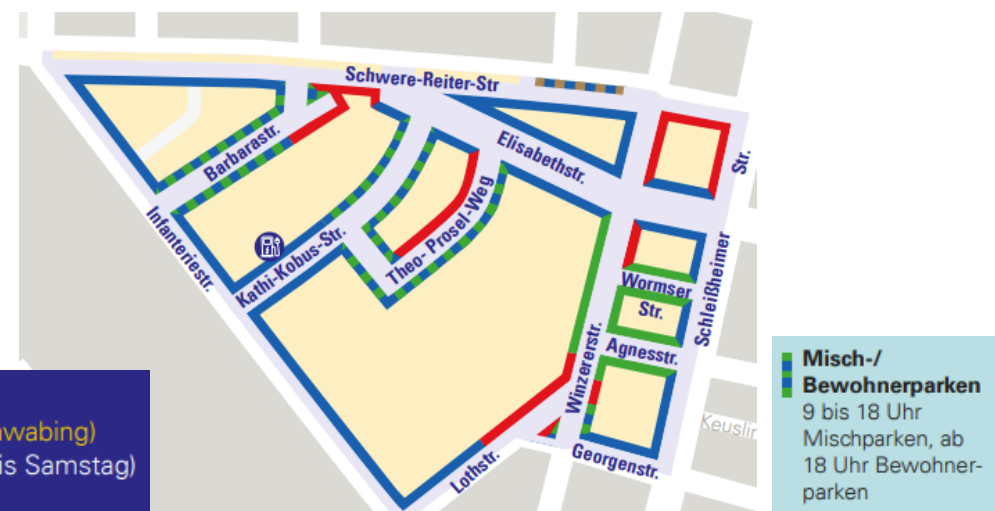 Schwere-Reiter-Str
Barbarastr.
Elisabethstr.
Str.
Infanteriestr.
Kathi-Kobus-Str.
Theo- Prosel-Weg
Schleißheimer
Wormser
Str.
Winzererstr.
Agnesstr.
Lothstr.
Georgenstr.
Keuslin
wabing)
is Samstag)
Misch-/
Bewohnerparken
9 bis 18 Uhr
Mischparken, ab
18 Uhr Bewohner-
parken